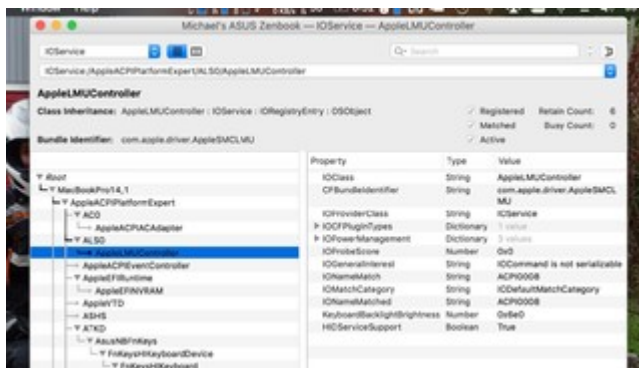 Window Help
Michael's ASUS Zenbook — IOService — AppleLMUController
IOService
Search
IOService:/AppleACPIPlatformExpert/ALS0/AppleLMUController
AppleLMUController
Class Inheritance: AppleLMUController : IOService : IORegistryEntry : OSObject
Registered Retain Count: 6
Matched Busy Count: 0
Bundle Identifier: com.apple.driver.AppleSMCLMU
Active
Property Type Value
Root
MacBookPro14,1
AppleACPIPlatformExpert
AC0
AppleACPIACAdapter
ALS0
AppleLMUController
AppleACPIEventController
AppleEFIRuntime
AppleEFINVRAM
AppleVTD
ASHS
ATKD
AsusNBFnKeys
FnKeysHIKeyboardDevice
FnKeysHIKeyboard
IOClass String AppleLMUController
CFBundleIdentifier String com.apple.driver.AppleSMCL
MU
IOProviderClass String IOService
IOCFPlugInTypes Dictionary 1 value
IOPowerManagement Dictionary 3 values
IOProbeScore Number 0x0
IOGeneralInterest String IOCommand is not serializable
IONameMatch String ACPI0008
IOMatchCategory String IODefaultMatchCategory
IONameMatched String ACPI0008
KeyboardBacklightBrightness Number 0x6e0
HIDServiceSupport Boolean True